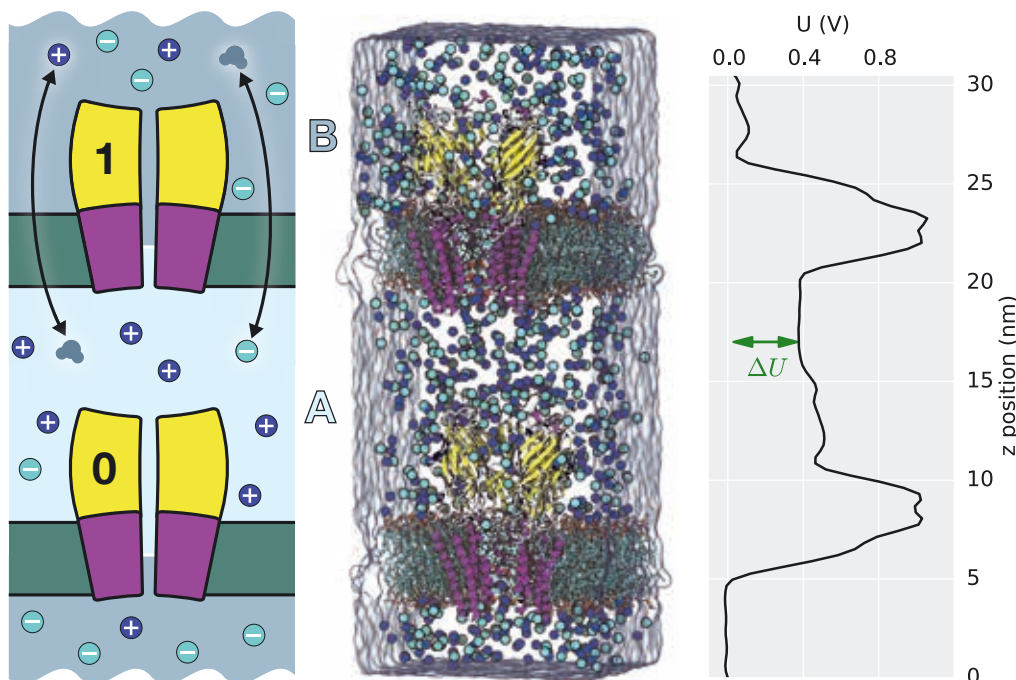 1
0
B
A
U (V)
0.0 0.4 0.8
30
25
20
15
10
5
0
z position (nm)
ΔU
+ − + − − − + − + + + + − + − + − − −